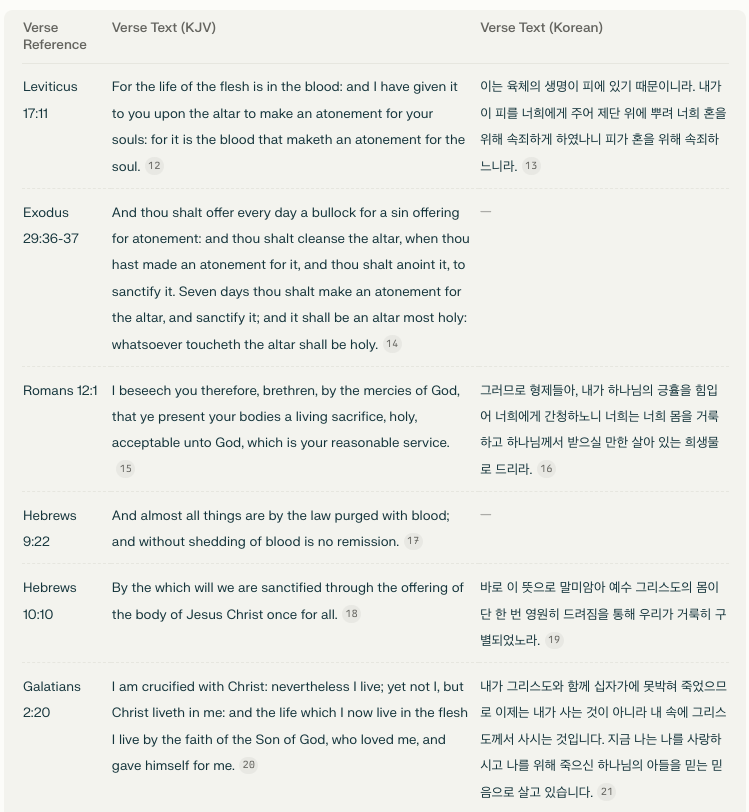 Verse Reference
Verse Text (KJV)
Verse Text (Korean)
Leviticus 17:11
For the life of the flesh is in the blood: and I have given it
to you upon the altar to make an atonement for your
souls: for it is the blood that maketh an atonement for the
soul. 12
이는 육체의 생명이 피에 있기 때문이니라. 내가
이 피를 너희에게 주어 제단 위에 뿌려 너희 혼을
위해 속죄하게 하였나니 피가 혼을 위해 속죄하
느니라. 13
Exodus 29:36-37
And thou shalt offer every day a bullock for a sin offering
for atonement: and thou shalt cleanse the altar, when thou
hast made an atonement for it, and thou shalt anoint it, to
sanctify it. Seven days thou shalt make an atonement for
the altar, and sanctify it; and it shall be an altar most holy:
whatsoever toucheth the altar shall be holy. 14
—
Romans 12:1
I beseech you therefore, brethren, by the mercies of God,
that ye present your bodies a living sacrifice, holy,
acceptable unto God, which is your reasonable service.
15
그러므로 형제들아, 내가 하나님의 긍휼을 힘입
어 너희에게 간청하노니 너희는 너희 몸을 거룩
하고 하나님께서 받으실 만한 살아 있는 희생물
로 드리라. 16
Hebrews 9:22
And almost all things are by the law purged with blood;
and without shedding of blood is no remission. 17
—
Hebrews 10:10
By the which will we are sanctified through the offering of
the body of Jesus Christ once for all. 18
바로 이 뜻으로 말미암아 예수 그리스도의 몸이
단 한 번 영원히 드려짐을 통해 우리가 거룩히 구
별되었노라. 19
Galatians 2:20
I am crucified with Christ: nevertheless I live; yet not I, but
Christ liveth in me: and the life which I now live in the flesh
I live by the faith of the Son of God, who loved me, and
gave himself for me. 20
내가 그리스도와 함께 십자가에 못박혀 죽었으므
로 이제는 내가 사는 것이 아니라 내 속에 그리스
도께서 사시는 것입니다. 지금 나는 나를 사랑하
시고 나를 위해 죽으신 하나님의 아들을 믿는 믿
음으로 살고 있습니다. 21